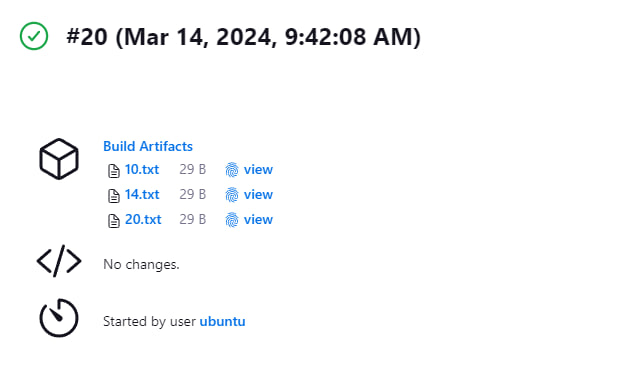 #20 (Mar 14, 2024, 9:42:08 AM)
Build Artifacts
10.txt 29 B view
14.txt 29 B view
20.txt 29 B view
No changes.
Started by user ubuntu